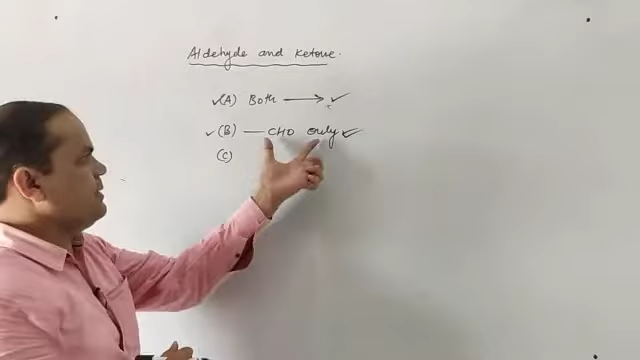 Aldehyde and Ketone.
✓(A) Both ⟶ ✓
✓(B) — CHO only ✓
(C)